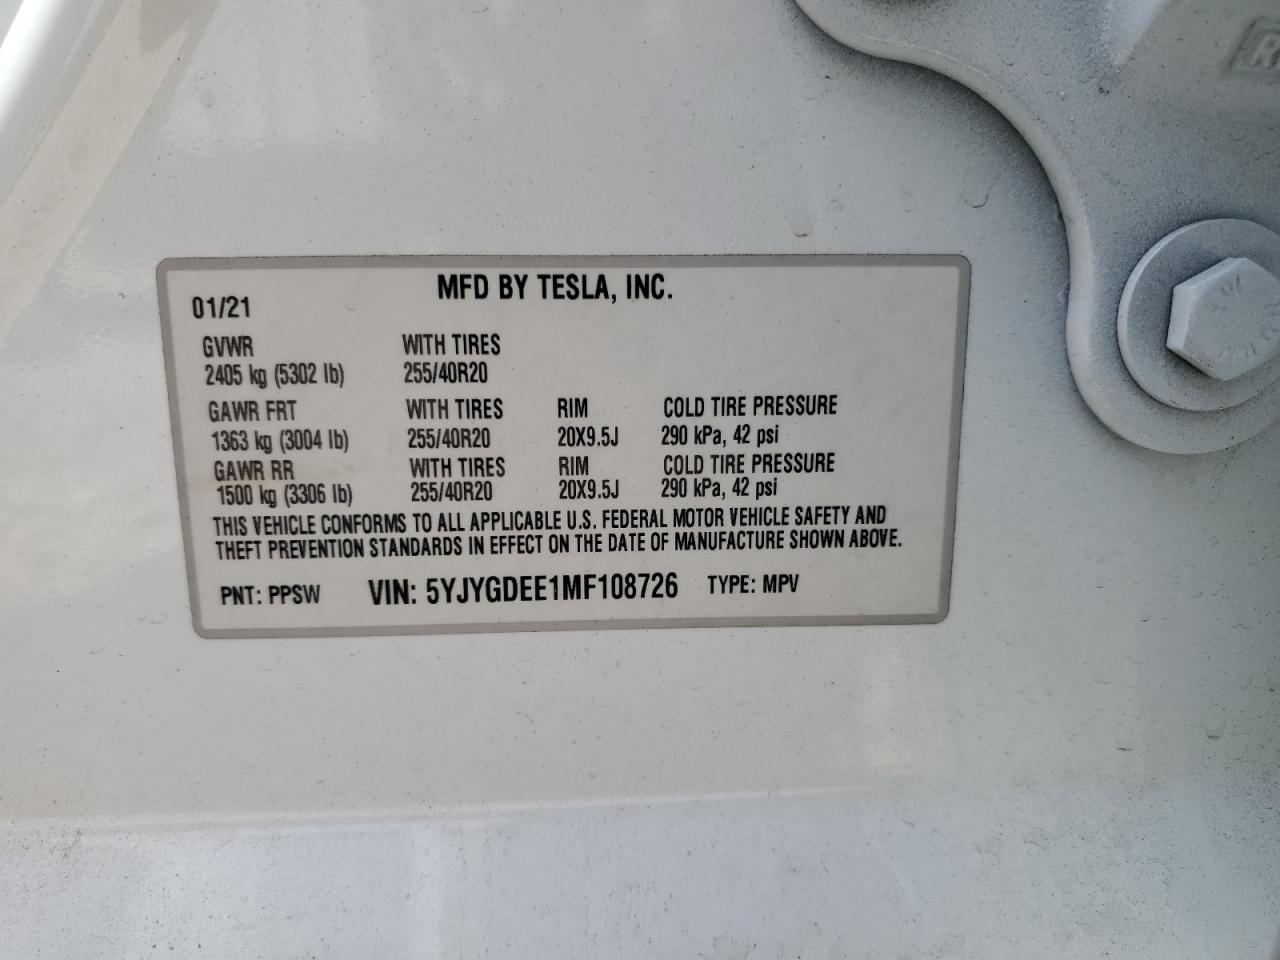 MFD BY TESLA, INC.
01/21
GVWR WITH TIRES
2405 kg (5302 lb) 255/40R20
GAWR FRT WITH TIRES RIM COLD TIRE PRESSURE
1363 kg (3004 lb) 255/40R20 20X9.5J 290 kPa, 42 psi
GAWR RR WITH TIRES RIM COLD TIRE PRESSURE
1500 kg (3306 lb) 255/40R20 20X9.5J 290 kPa, 42 psi
THIS VEHICLE CONFORMS TO ALL APPLICABLE U.S. FEDERAL MOTOR VEHICLE SAFETY AND
THEFT PREVENTION STANDARDS IN EFFECT ON THE DATE OF MANUFACTURE SHOWN ABOVE.
PNT: PPSW VIN: 5YJYGDEE1MF108726 TYPE: MPV